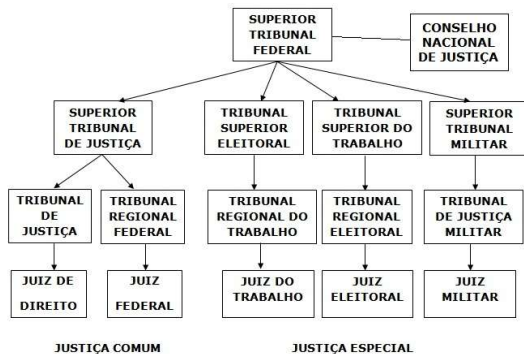 SUPERIOR
TRIBUNAL
FEDERAL
CONSELHO
NACIONAL
DE JUSTIÇA
SUPERIOR
TRIBUNAL
DE JUSTIÇA
TRIBUNAL
SUPERIOR
ELEITORAL
TRIBUNAL
SUPERIOR DO
TRABALHO
SUPERIOR
TRIBUNAL
MILITAR
TRIBUNAL
DE
JUSTIÇA
TRIBUNAL
REGIONAL
FEDERAL
TRIBUNAL
REGIONAL DO
TRABALHO
TRIBUNAL
REGIONAL
ELEITORAL
TRIBUNAL
DE JUSTIÇA
MILITAR
JUIZ DE
DIREITO
JUIZ
FEDERAL
JUIZ DO
TRABALHO
JUIZ
ELEITORAL
JUIZ
MILITAR
JUSTIÇA COMUM
JUSTIÇA ESPECIAL